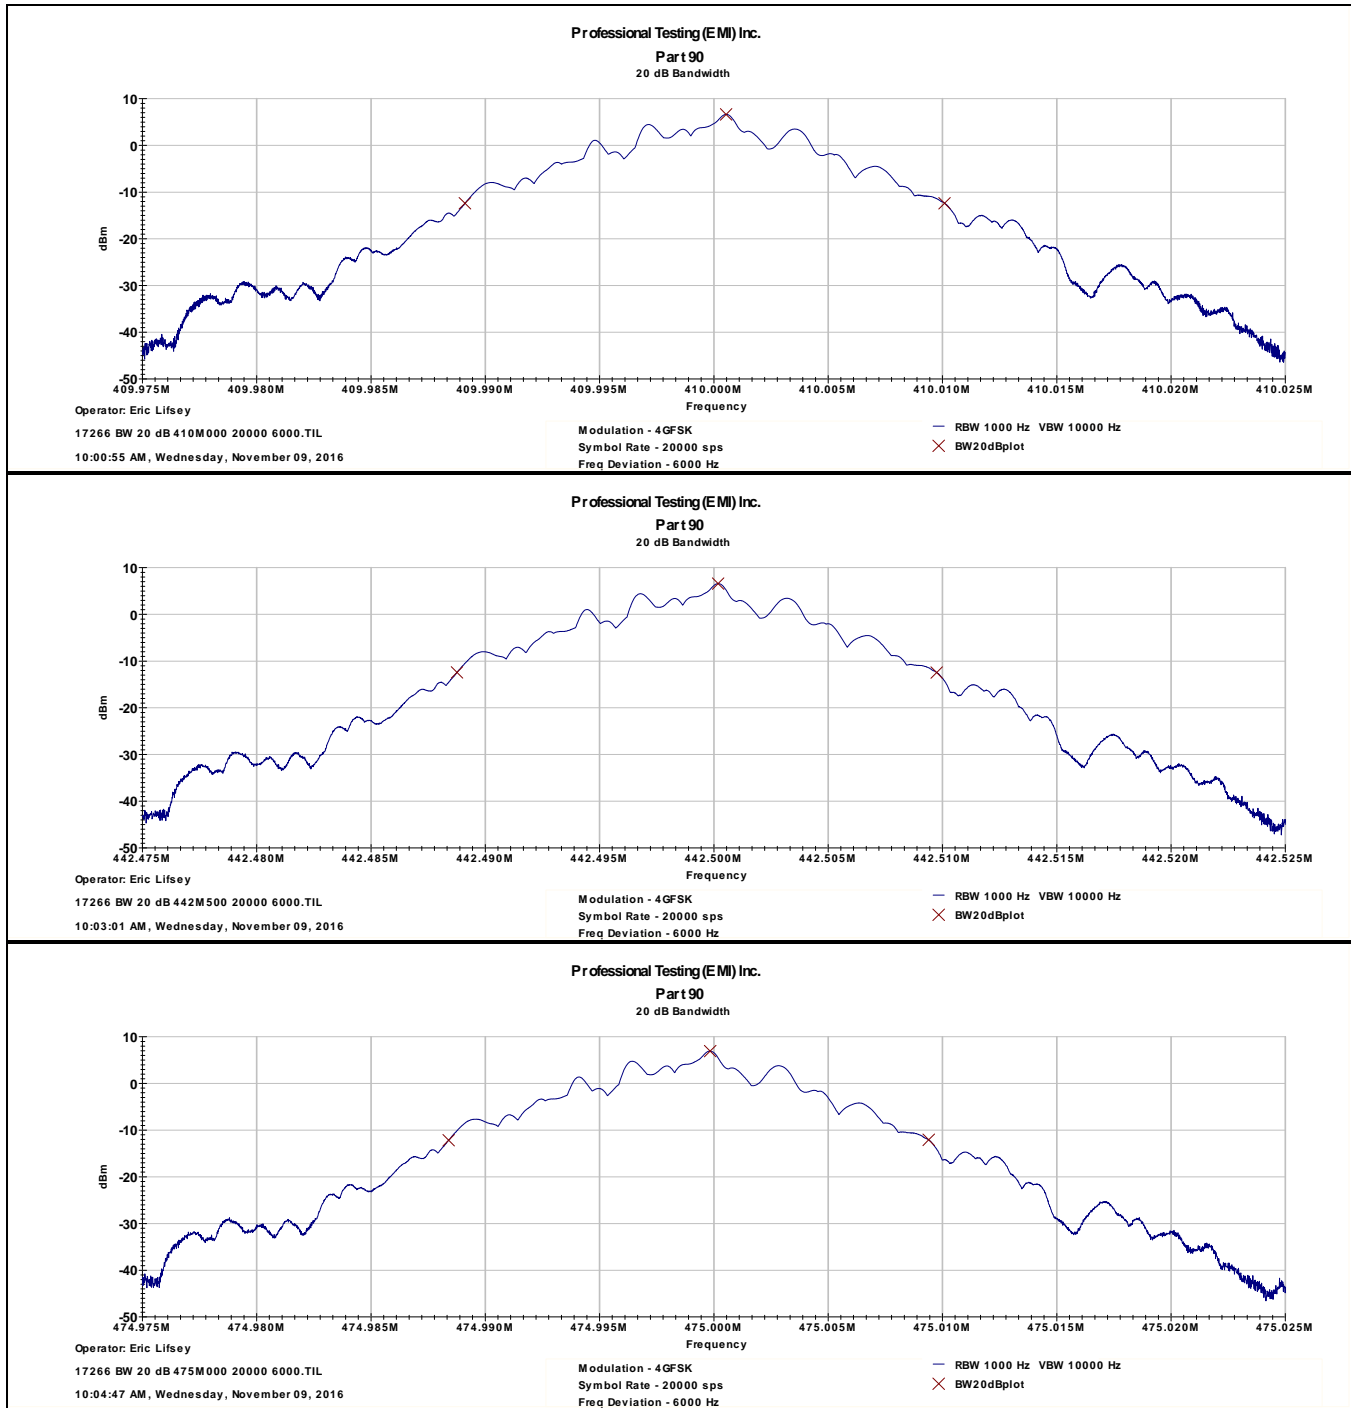 Professional Testing (EMI) Inc.
Part 90
20 dB Bandwidth
10
0
-10
-20
-30
-40
-50
dBm
409.975M 409.980M 409.985M 409.990M 409.995M 410.000M 410.005M 410.010M 410.015M 410.020M 410.025M
Frequency
Operator: Eric Lifsey
17266 BW 20 dB 410M000 20000 6000.TIL
10:00:55 AM, Wednesday, November 09, 2016
Modulation - 4GFSK
Symbol Rate - 20000 sps
Freq Deviation - 6000 Hz
RBW 1000 Hz VBW 10000 Hz
BW20dBplot
Professional Testing (EMI) Inc.
Part 90
20 dB Bandwidth
10
0
-10
-20
-30
-40
-50
dBm
442.475M 442.480M 442.485M 442.490M 442.495M 442.500M 442.505M 442.510M 442.515M 442.520M 442.525M
Frequency
Operator: Eric Lifsey
17266 BW 20 dB 442M500 20000 6000.TIL
10:03:01 AM, Wednesday, November 09, 2016
Modulation - 4GFSK
Symbol Rate - 20000 sps
Freq Deviation - 6000 Hz
RBW 1000 Hz VBW 10000 Hz
BW20dBplot
Professional Testing (EMI) Inc.
Part 90
20 dB Bandwidth
10
0
-10
-20
-30
-40
-50
dBm
474.975M 474.980M 474.985M 474.990M 474.995M 475.000M 475.005M 475.010M 475.015M 475.020M 475.025M
Frequency
Operator: Eric Lifsey
17266 BW 20 dB 475M000 20000 6000.TIL
10:04:47 AM, Wednesday, November 09, 2016
Modulation - 4GFSK
Symbol Rate - 20000 sps
Freq Deviation - 6000 Hz
RBW 1000 Hz VBW 10000 Hz
BW20dBplot